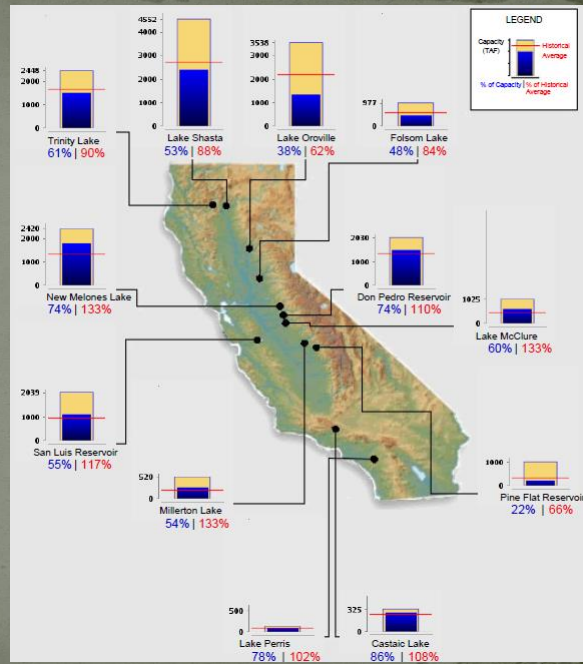 LEGEND
Capacity
(TAF)
Historical
Average
% of Capacity | % of Historical
Average
2448
2000
1000
0
Trinity Lake
61% | 90%
4552
4000
3000
2000
1000
0
Lake Shasta
53% | 88%
3538
3000
2000
1000
0
Lake Oroville
38% | 62%
977
0
Folsom Lake
48% | 84%
2420
2000
1000
0
New Melones Lake
74% | 133%
2030
1000
0
Don Pedro Reservoir
74% | 110%
1025
0
Lake McClure
60% | 133%
2039
1000
0
San Luis Reservoir
55% | 117%
520
0
Millerton Lake
54% | 133%
1000
0
Pine Flat Reservoir
22% | 66%
500
0
Lake Perris
78% | 102%
325
0
Castaic Lake
86% | 108%